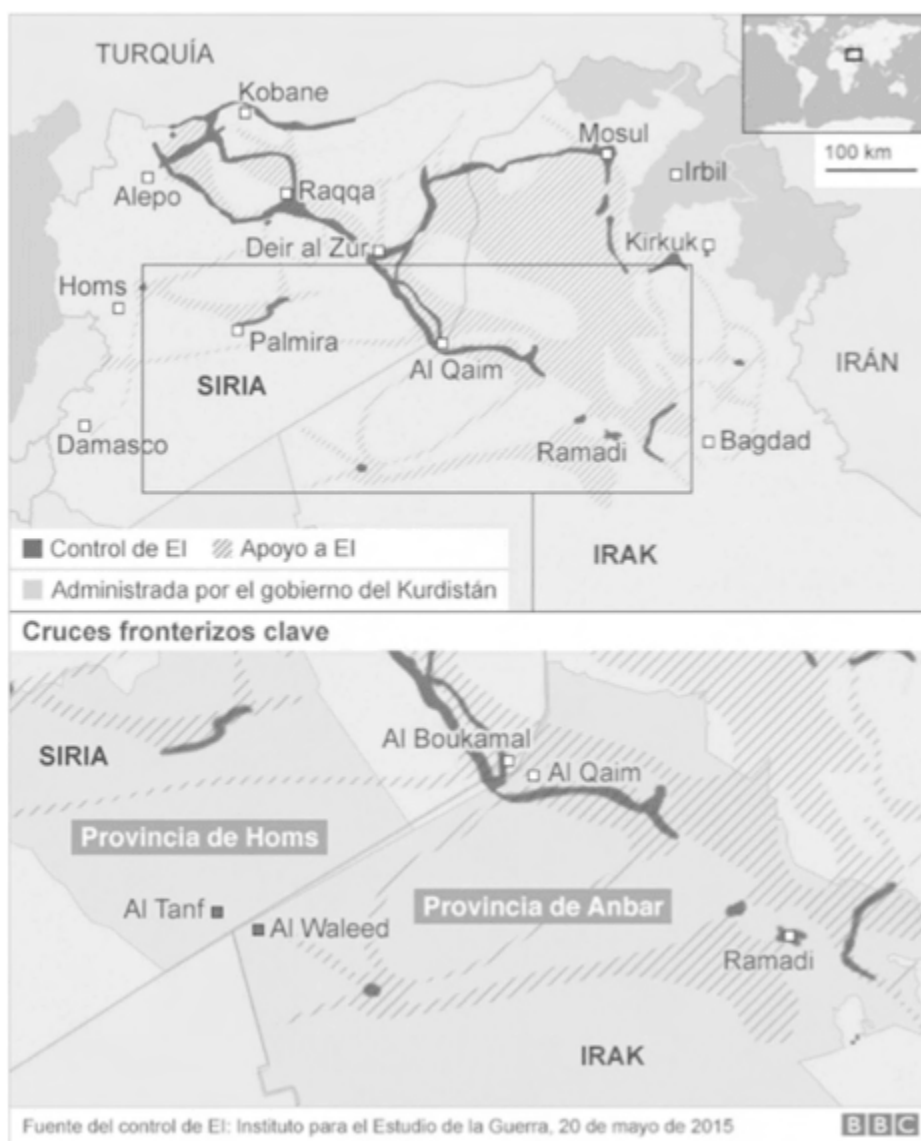 TURQUÍA
Kobane
Mosul
100 km
Alepo
Raqqa
Irbil
Deir al Zur
Kirkuk
Homs
Palmira
Al Qaim
IRÁN
SIRIA
Damasco
Ramadi
Bagdad
Control de EI
Apoyo a EI
IRAK
Administrada por el gobierno del Kurdistán
Cruces fronterizos clave
SIRIA
Al Boukamal
Al Qaim
Provincia de Homs
Provincia de Anbar
Al Tanf
Al Waleed
Ramadi
IRAK
Fuente del control de EI: Instituto para el Estudio de la Guerra, 20 de mayo de 2015
BBC